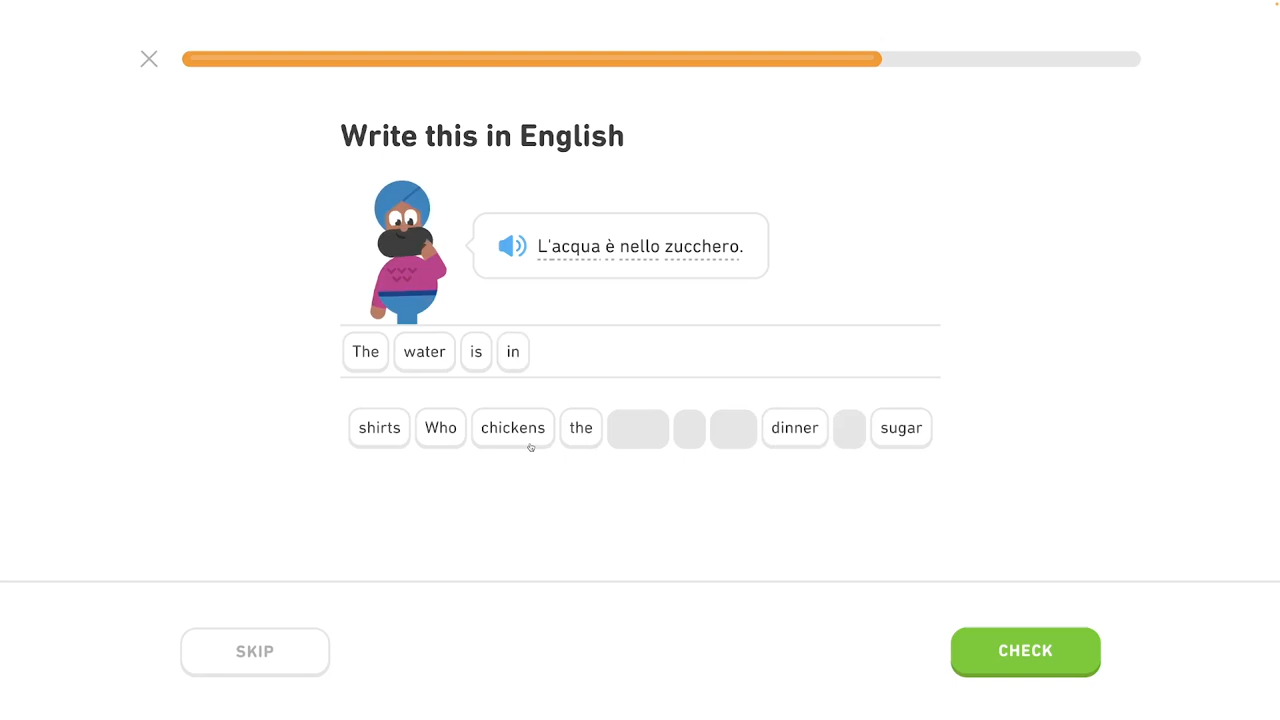 Write this in English
L'acqua è nello zucchero.
The water is in
shirts Who chickens the dinner sugar
SKIP CHECK